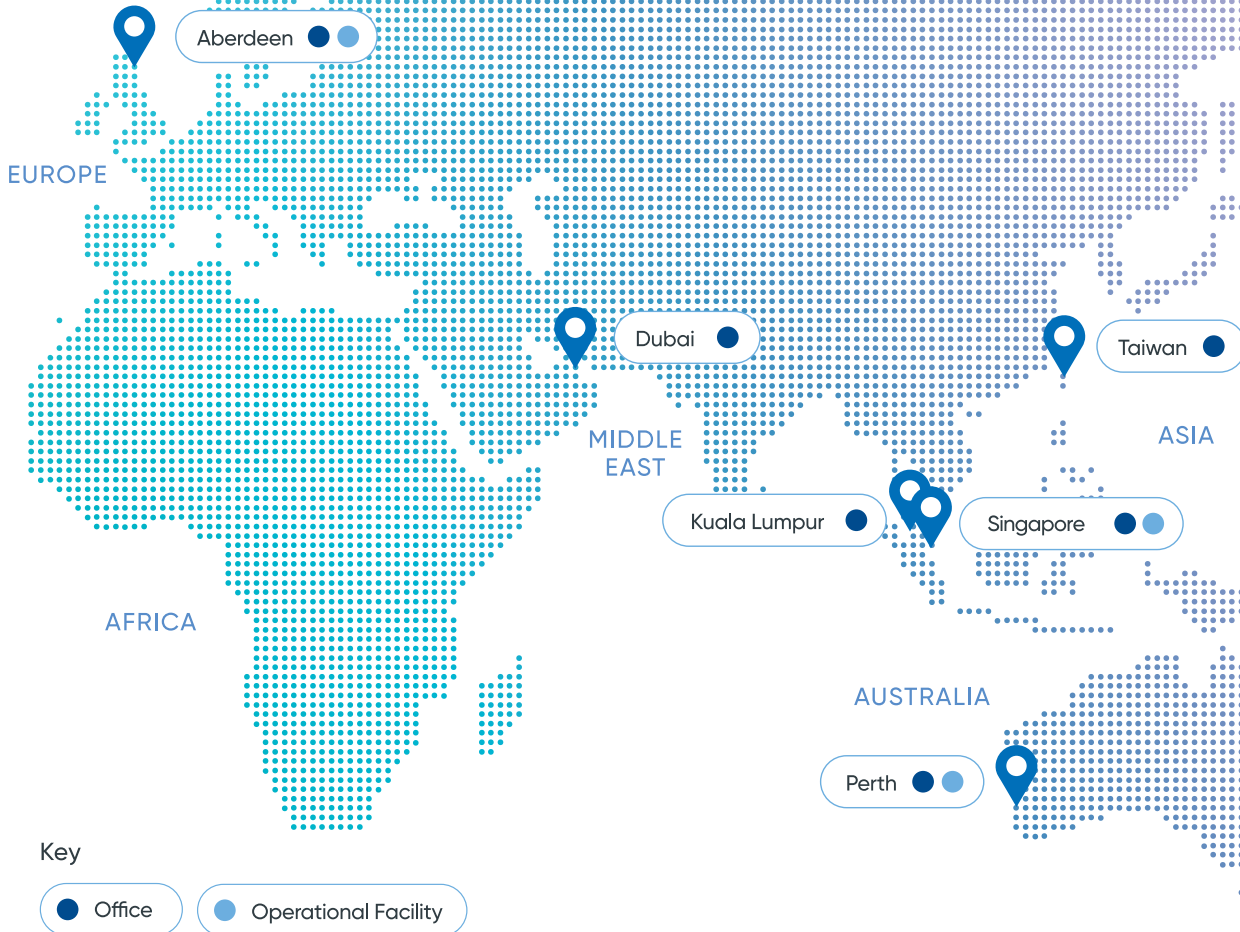 Aberdeen
EUROPE
Dubai
Taiwan
MIDDLE
EAST
ASIA
Kuala Lumpur
Singapore
AFRICA
AUSTRALIA
Perth
Key
Office
Operational Facility